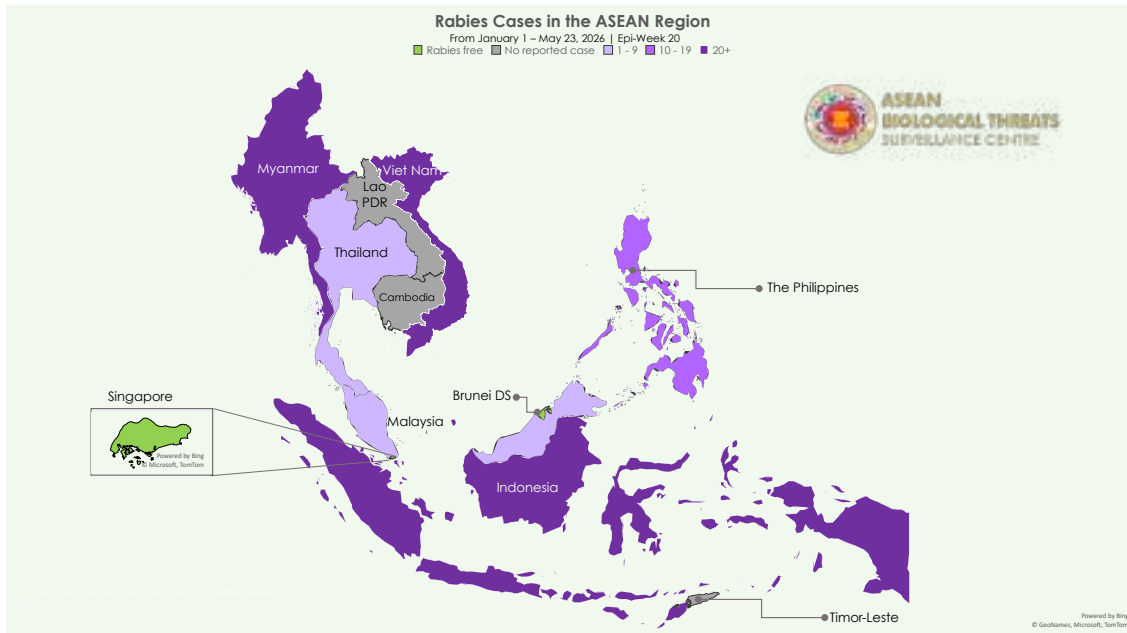 Rabies Cases in the ASEAN Region
From January 1 – May 23, 2026 | Epi-Week 20
Rabies free No reported case 1 - 9 10 - 19 20+
ASEAN
BIOLOGICAL THREATS
SURVEILLANCE CENTRE
Myanmar
Viet Nam
Lao
PDR
Thailand
Cambodia
The Philippines
Singapore
Brunei DS
Malaysia
Powered by Bing
© Microsoft, TomTom
Indonesia
Timor-Leste
Powered by Bing
© GeoNames, Microsoft, TomTom